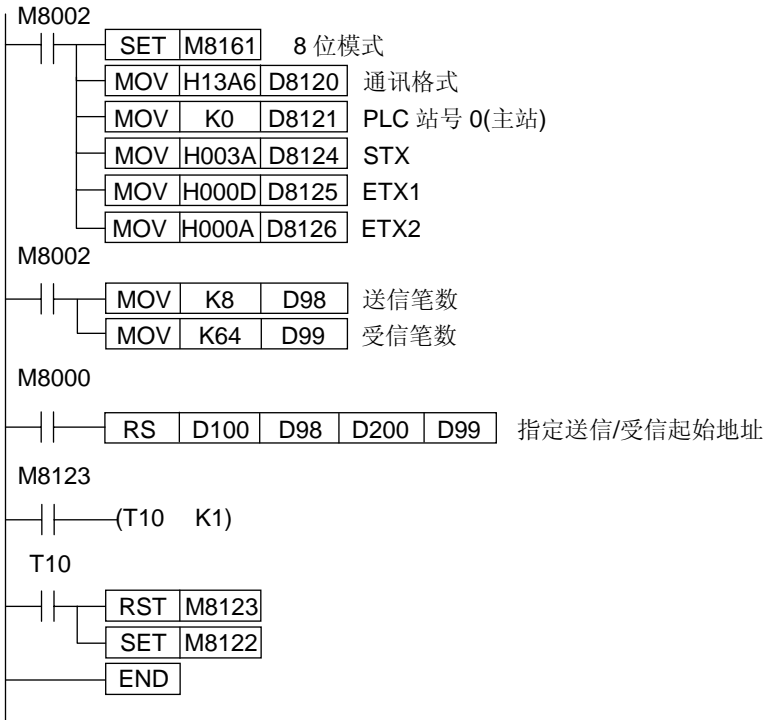 M8002
SET M8161 8 位模式
MOV H13A6 D8120 通讯格式
MOV K0 D8121 PLC 站号 0(主站)
MOV H003A D8124 STX
MOV H000D D8125 ETX1
MOV H000A D8126 ETX2
M8002
MOV K8 D98 送信笔数
MOV K64 D99 受信笔数
M8000
RS D100 D98 D200 D99 指定送信/受信起始地址
M8123
(T10 K1)
T10
RST M8123
SET M8122
END